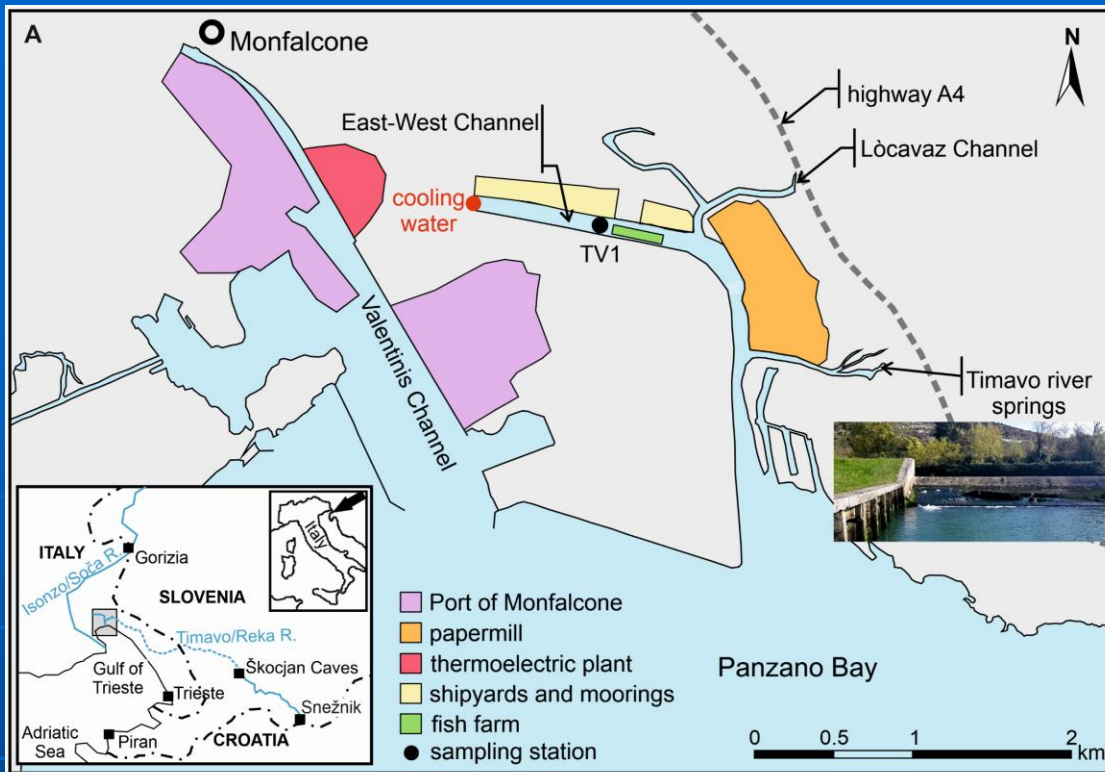 A
Monfalcone
N
highway A4
East-West Channel
Lòcavaz Channel
cooling
water
TV1
Valentinis Channel
Timavo river
springs
Panzano Bay
Port of Monfalcone
papermill
thermoelectric plant
shipyards and moorings
fish farm
sampling station
0 0.5 1 2
km
ITALY
Isonzo/Soča R.
Gorizia
Italy
SLOVENIA
Timavo/Reka R.
Škocjan Caves
Gulf of
Trieste
Trieste
Snežnik
Adriatic
Sea
Piran
CROATIA